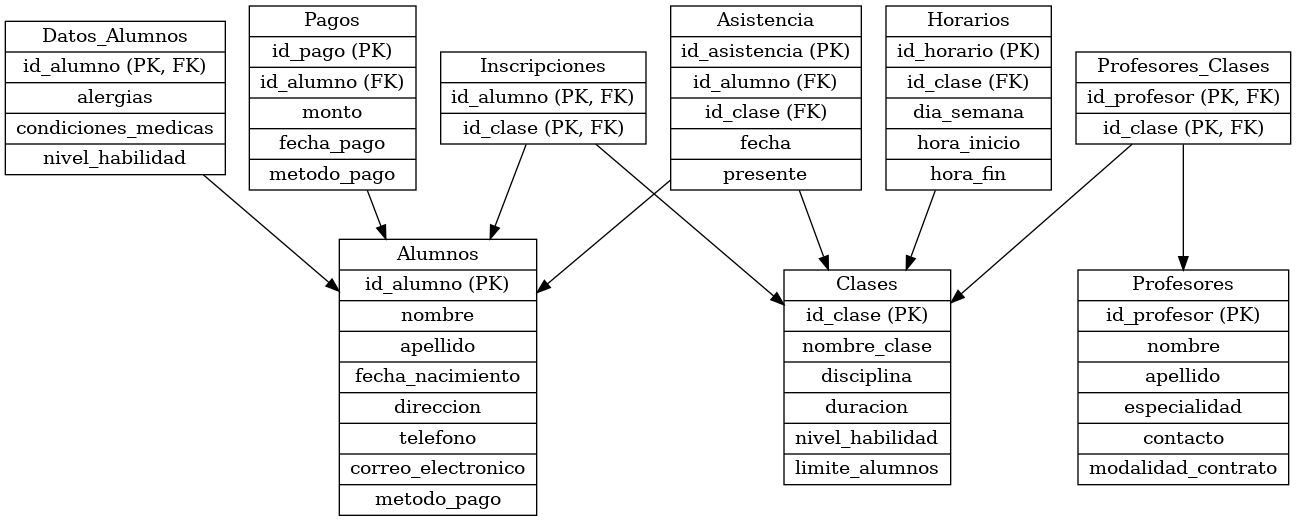 Datos_Alumnos
id_alumno (PK, FK)
alergias
condiciones_medicas
nivel_habilidad
Pagos
id_pago (PK)
id_alumno (FK)
monto
fecha_pago
metodo_pago
Inscripciones
id_alumno (PK, FK)
id_clase (PK, FK)
Asistencia
id_asistencia (PK)
id_alumno (FK)
id_clase (FK)
fecha
presente
Horarios
id_horario (PK)
id_clase (FK)
dia_semana
hora_inicio
hora_fin
Profesores_Clases
id_profesor (PK, FK)
id_clase (PK, FK)
Alumnos
id_alumno (PK)
nombre
apellido
fecha_nacimiento
direccion
telefono
correo_electronico
metodo_pago
Clases
id_clase (PK)
nombre_clase
disciplina
duracion
nivel_habilidad
limite_alumnos
Profesores
id_profesor (PK)
nombre
apellido
especialidad
contacto
modalidad_contrato